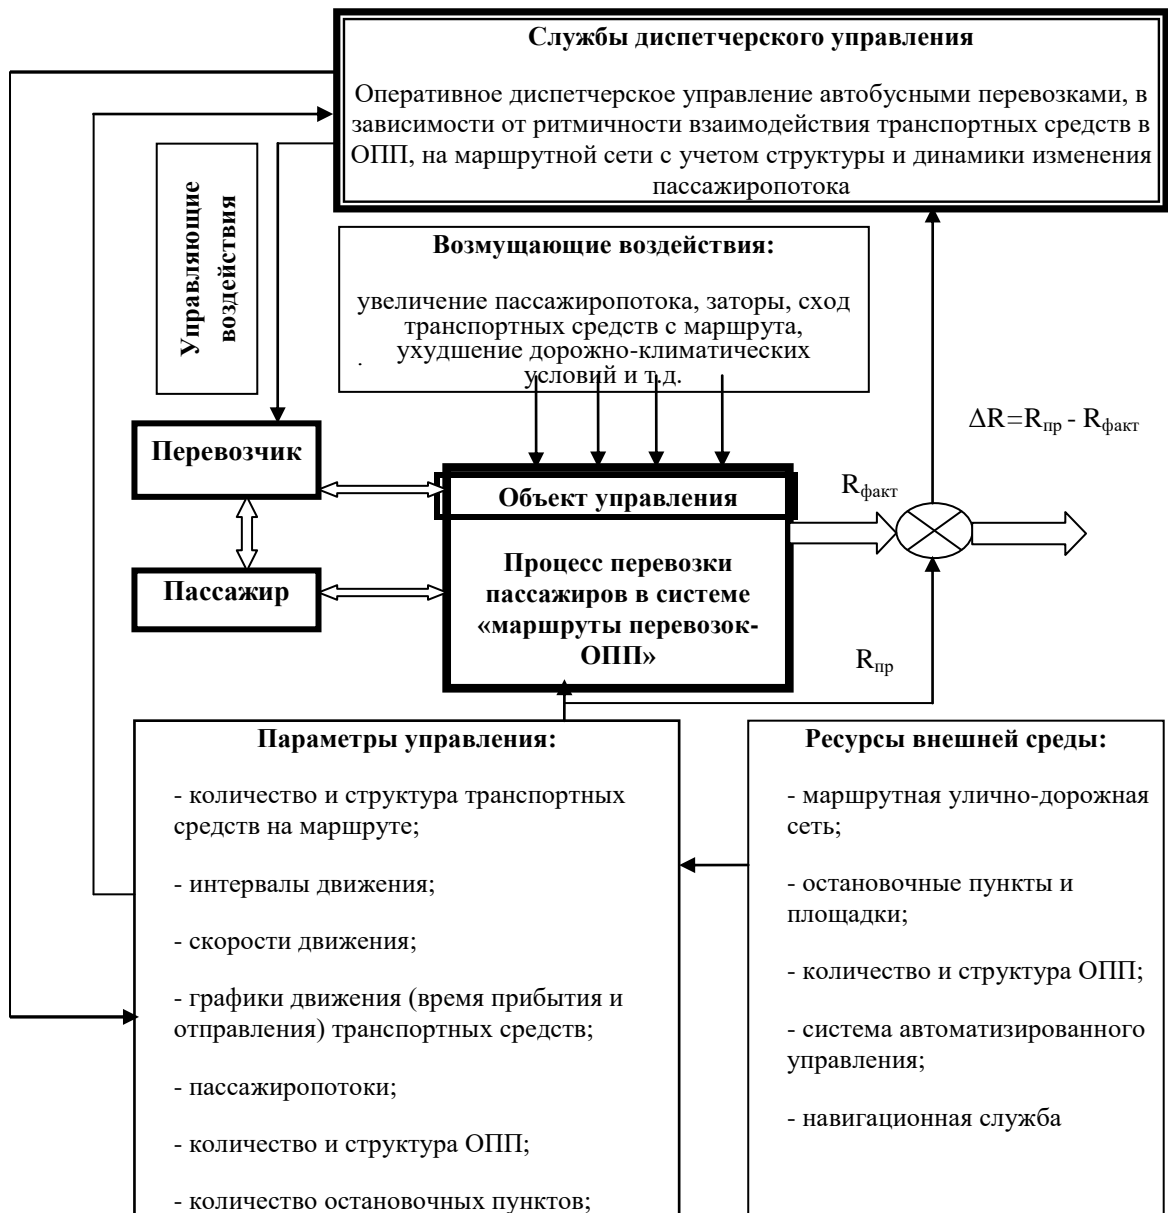 Службы диспетчерского управления
Оперативное диспетчерское управление автобусными перевозками, в
зависимости от ритмичности взаимодействия транспортных средств в
ОПП, на маршрутной сети с учетом структуры и динамики изменения
пассажиропотока
Управляющие
воздействия
Возмущающие воздействия:
увеличение пассажиропотока, заторы, сход
транспортных средств с маршрута,
ухудшение дорожно-климатических
.
условий и т.д.
ΔR=Rпр - Rфакт
Перевозчик
Объект управления
Rфакт
Процесс перевозки
пассажиров в системе
«маршруты перевозок-
ОПП»
Пассажир
Rпр
Параметры управления:
- количество и структура транспортных
средств на маршруте;
- интервалы движения;
- скорости движения;
- графики движения (время прибытия и
отправления) транспортных средств;
- пассажиропотоки;
- количество и структура ОПП;
- количество остановочных пунктов;
Ресурсы внешней среды:
- маршрутная улично-дорожная
сеть;
- остановочные пункты и
площадки;
- количество и структура ОПП;
- система автоматизированного
управления;
- навигационная служба